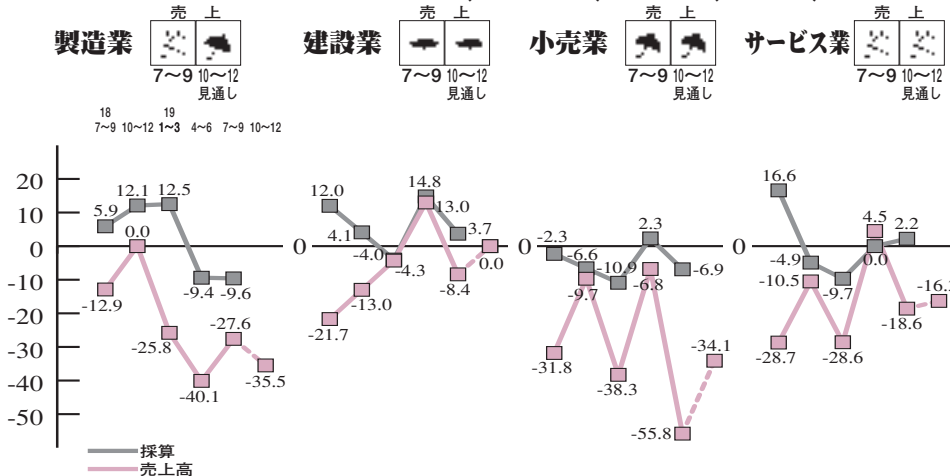 売 上
製造業
7〜9 10〜12
見通し
売 上
建設業
7〜9 10〜12
見通し
売 上
小売業
7〜9 10〜12
見通し
売 上
サービス業
7〜9 10〜12
見通し
18 19
7〜9 10〜12 1〜3 4〜6 7〜9 10〜12
20
10
0
-10
-20
-30
-40
-50
5.9 12.1 12.5 -9.4 -9.6
-12.9 0.0 -25.8 -40.1 -27.6 -35.5
0
12.0 4.1 -4.0 14.8 3.7
-21.7 -13.0 -4.3 13.0 -8.4 0.0
0
-2.3 -6.6 -10.9 2.3 -6.9
-31.8 -9.7 -38.3 -6.8 -55.8 -34.1
0
16.6 -4.9 -9.7 0.0 2.2
-28.7 -10.5 -28.6 4.5 -18.6
採算
売上高